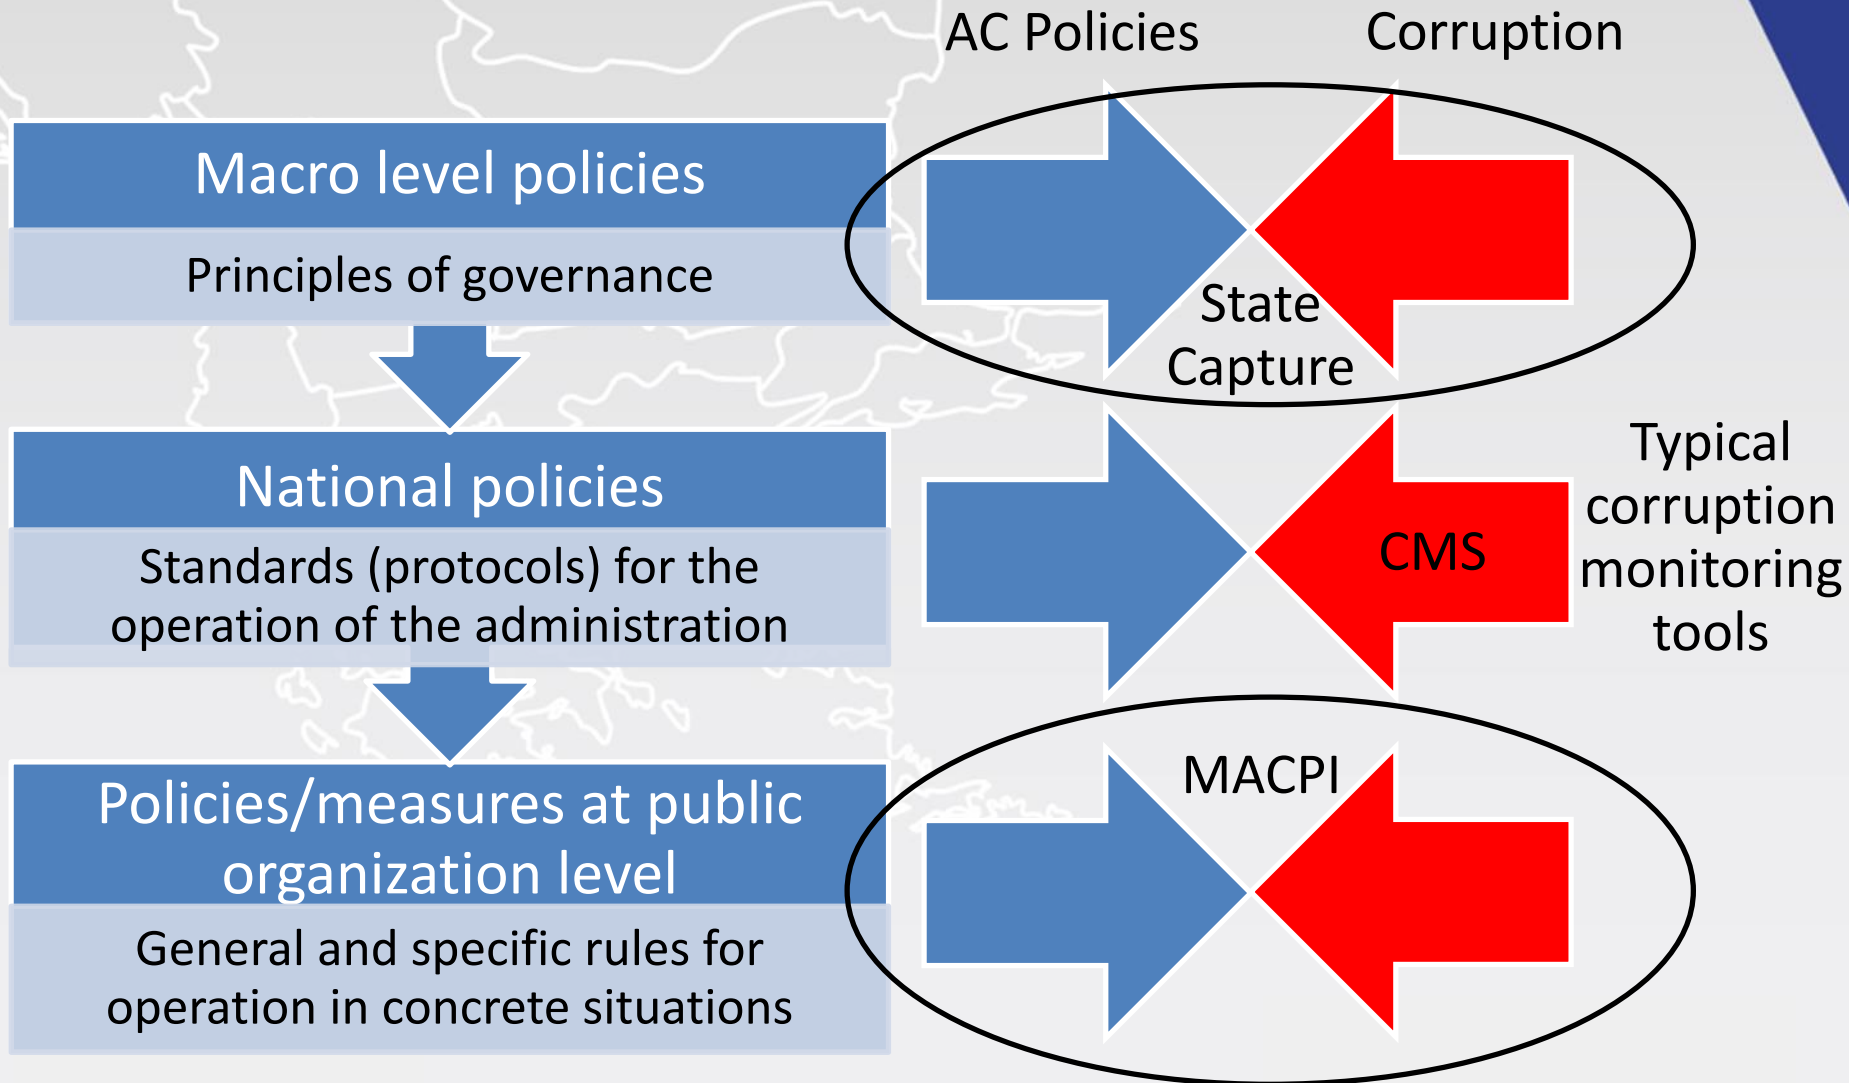 AC Policies
Corruption
Macro level policies
Principles of governance
State
Capture
National policies
Standards (protocols) for the
operation of the administration
CMS
Typical
corruption
monitoring
tools
Policies/measures at public
organization level
General and specific rules for
operation in concrete situations
MACPI